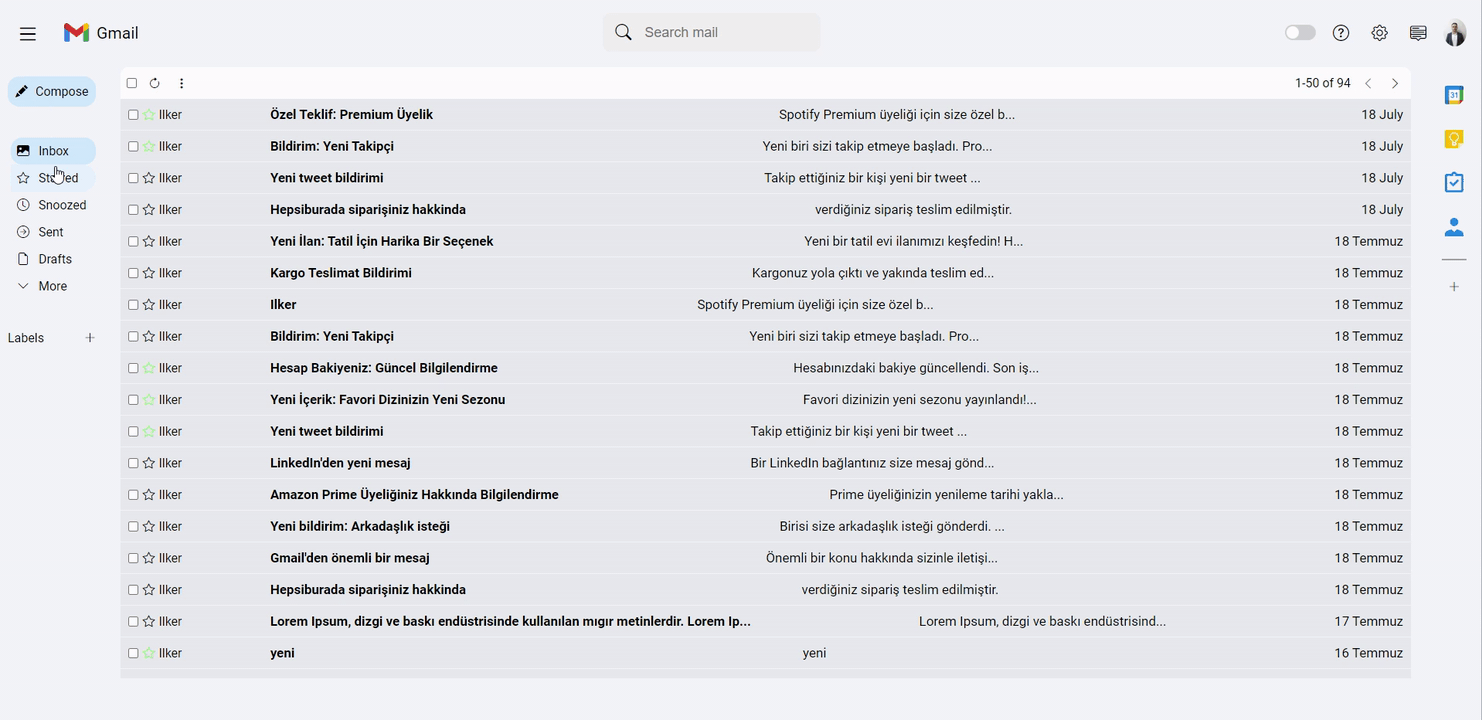 Gmail
Search mail
Compose
1-50 of 94
Inbox
Starred
Snoozed
Sent
Drafts
More
Labels
Ilker Özel Teklif: Premium Üyelik Spotify Premium üyeliği için size özel b... 18 July
Ilker Bildirim: Yeni Takipçi Yeni biri sizi takip etmeye başladı. Pro... 18 July
Ilker Yeni tweet bildirimi Takip ettiğiniz bir kişi yeni bir tweet ... 18 July
Ilker Hepsiburada siparişiniz hakkinda verdiğiniz sipariş teslim edilmiştir. 18 July
Ilker Yeni İlan: Tatil İçin Harika Bir Seçenek Yeni bir tatil evi ilanımızı keşfedin! H... 18 Temmuz
Ilker Kargo Teslimat Bildirimi Kargonuz yola çıktı ve yakında teslim ed... 18 Temmuz
Ilker Ilker Spotify Premium üyeliği için size özel b... 18 Temmuz
Ilker Bildirim: Yeni Takipçi Yeni biri sizi takip etmeye başladı. Pro... 18 Temmuz
Ilker Hesap Bakiyeniz: Güncel Bilgilendirme Hesabınızdaki bakiye güncellendi. Son iş... 18 Temmuz
Ilker Yeni İçerik: Favori Dizinizin Yeni Sezonu Favori dizinizin yeni sezonu yayınlandı!... 18 Temmuz
Ilker Yeni tweet bildirimi Takip ettiğiniz bir kişi yeni bir tweet ... 18 Temmuz
Ilker LinkedIn'den yeni mesaj Bir LinkedIn bağlantınız size mesaj gönd... 18 Temmuz
Ilker Amazon Prime Üyeliğiniz Hakkında Bilgilendirme Prime üyeliğinizin yenileme tarihi yakla... 18 Temmuz
Ilker Yeni bildirim: Arkadaşlık isteği Birisi size arkadaşlık isteği gönderdi. ... 18 Temmuz
Ilker Gmail'den önemli bir mesaj Önemli bir konu hakkında sizinle iletişi... 18 Temmuz
Ilker Hepsiburada siparişiniz hakkinda verdiğiniz sipariş teslim edilmiştir. 18 Temmuz
Ilker Lorem Ipsum, dizgi ve baskı endüstrisinde kullanılan mıgır metinlerdir. Lorem Ip... Lorem Ipsum, dizgi ve baskı endüstrisind... 17 Temmuz
Ilker yeni yeni 16 Temmuz
31